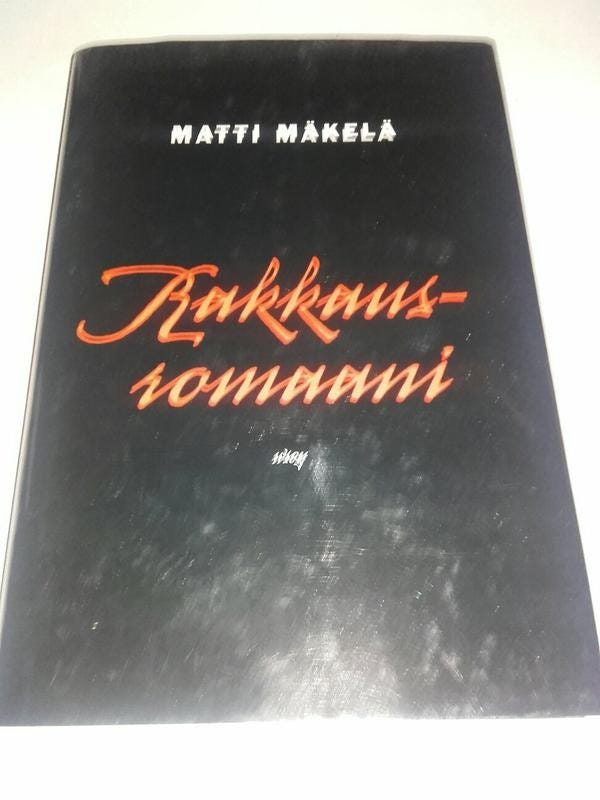 MATTI MÄKELÄ
Rakkaus-
romaani
wsoy